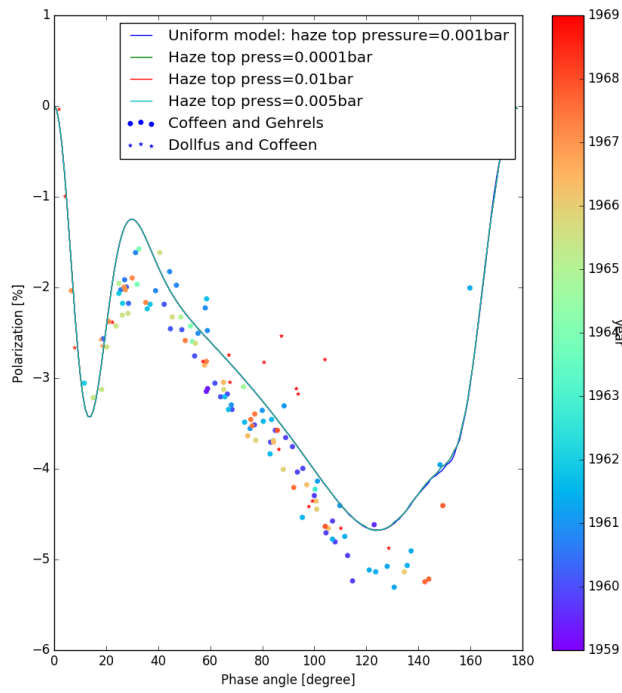 1
0
−1
−2
−3
−4
−5
−6
Polarization [%]
0 20 40 60 80 100 120 140 160 180
Phase angle [degree]
Uniform model: haze top pressure=0.001bar
Haze top press=0.0001bar
Haze top press=0.01bar
Haze top press=0.005bar
Coffeen and Gehrels
Dollfus and Coffeen
1969
1968
1967
1966
1965
1964
1963
1962
1961
1960
1959
year